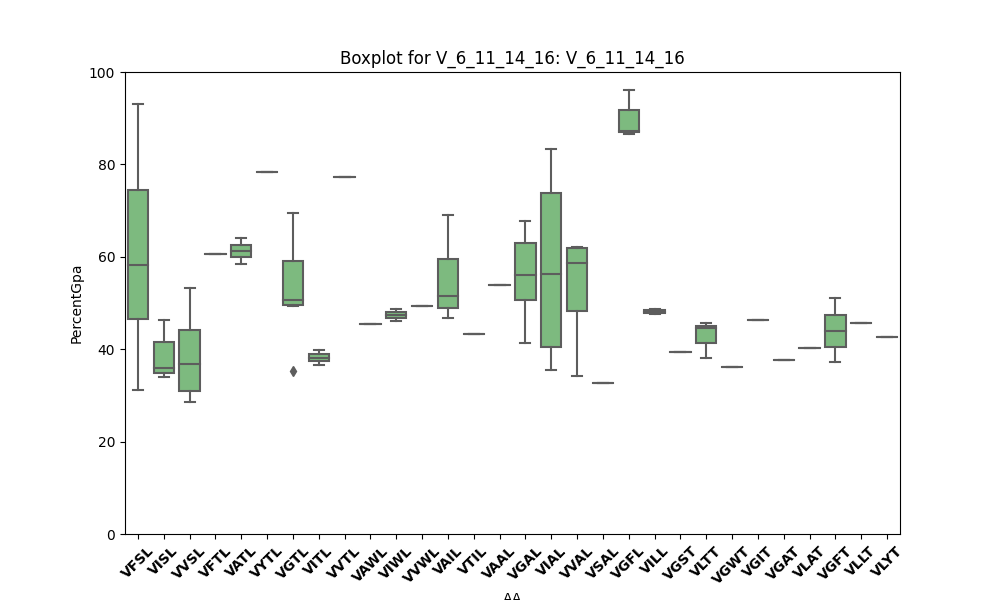 Boxplot for V_6_11_14_16: V_6_11_14_16
100
80
60
40
20
0
PercentGpa
VFSL
VISL
VVSL
VFTL
VATL
VYTL
VGTL
VITL
VVTL
VAWL
VIWL
VVWL
VAIL
VTIL
VAAL
VGAL
VIAL
VVAL
VSAL
VGFL
VILL
VGST
VLTT
VGWT
VGIT
VGAT
VLAT
VGFT
VLLT
VLYT
AA